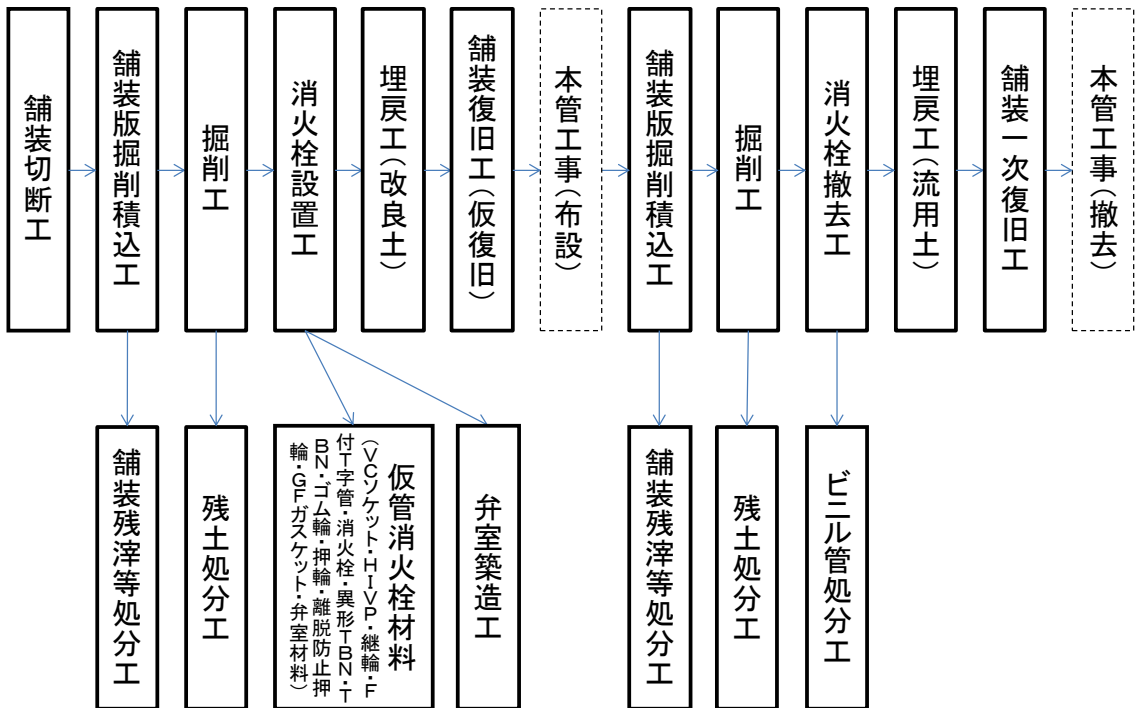 舗装切断工
舗装版掘削積込工
掘削工
消火栓設置工
埋戻工(改良土)
舗装復旧工(仮復旧)
本管工事(布設)
舗装版掘削積込工
掘削工
消火栓撤去工
埋戻工(流用土)
舗装一次復旧工
本管工事(撤去)
舗装残滓等処分工
残土処分工
仮管消火栓材料
(VCソケット・HIVP・継輪・F
付T字管・消火栓・異形TBN・T
BN・ゴム輪・押輪・離脱防止押
輪・GFガスケット・弁室材料)
弁室築造工
舗装残滓等処分工
残土処分工
ビニル管処分工